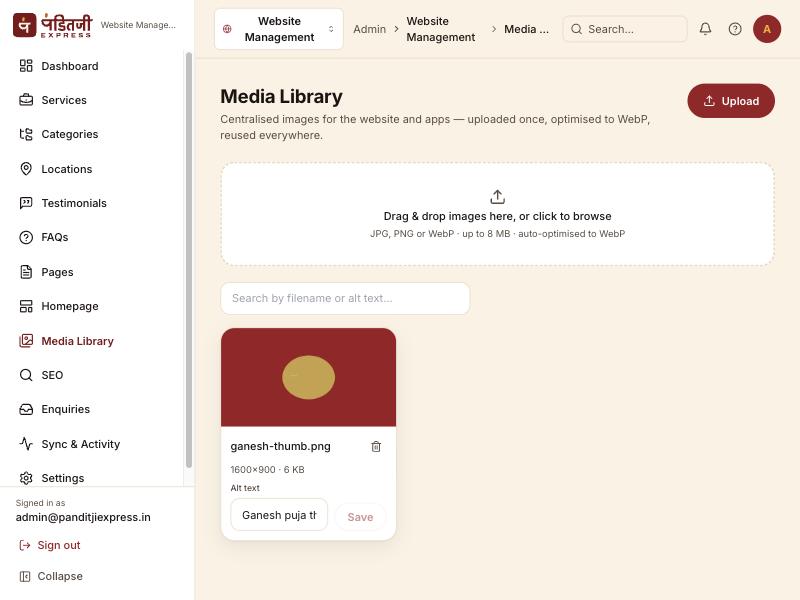 पंडितजी
EXPRESS
Website Manage...
Dashboard
Services
Categories
Locations
Testimonials
FAQs
Pages
Homepage
Media Library
SEO
Enquiries
Sync & Activity
Settings
Signed in as
admin@panditjiexpress.in
Sign out
Collapse
Website
Management
Admin
Website
Management
Media ...
Search...
A
Media Library
Centralised images for the website and apps — uploaded once, optimised to WebP,
reused everywhere.
Upload
Drag & drop images here, or click to browse
JPG, PNG or WebP · up to 8 MB · auto-optimised to WebP
Search by filename or alt text...
ganesh-thumb.png
1600×900 · 6 KB
Alt text
Ganesh puja th
Save